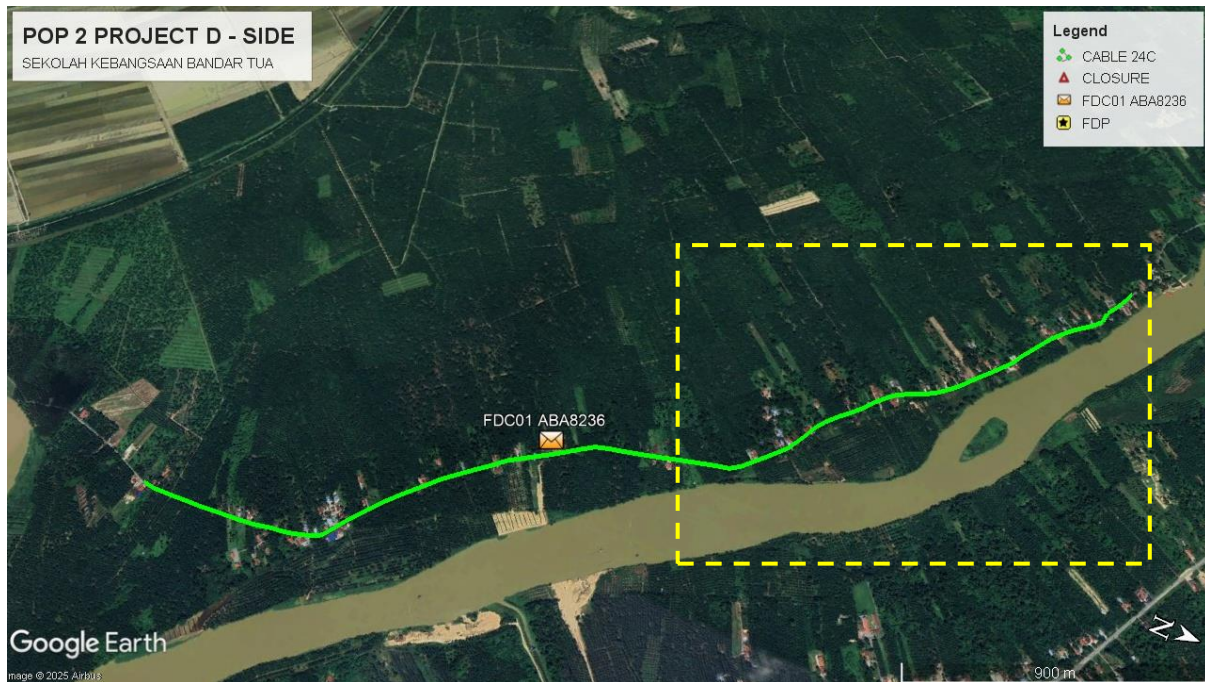 POP 2 PROJECT D - SIDE
SEKOLAH KEBANGSAAN BANDAR TUA
Legend
CABLE 24C
CLOSURE
FDC01 ABA8236
FDP
FDC01 ABA8236
N
900 m
Google Earth
mage © 2025 Airbus